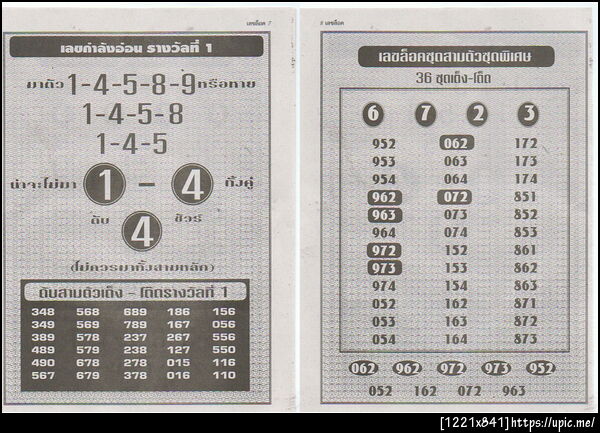 เลขล็อค 7
เลขกำลังอ่อน รางวัลที่ 1
มาตัว 1-4-5-8-9 หรือหาย
1-4-5-8
1-4-5
น่าจะไม่มา 1 - 4 ทั้งคู่
ดับ 4 ชัวร์
(ไม่ควรมาทั้งสามหลัก)
ดับสามตัวเด็ง - โด๊ดรางวัลที่ 1
348 568 689 186 156
349 569 789 167 056
389 578 237 267 556
489 579 238 127 550
490 678 278 015 116
567 679 378 016 110
8 เลขล็อค
เลขล็อคชุดสามตัวชุดพิเศษ
36 ชุดเต็ง-โต๊ด
6 7 2 3
952 062 172
953 063 173
954 064 174
962 072 851
963 073 852
964 074 853
972 152 861
973 153 862
974 154 863
052 162 871
053 163 872
054 164 873
062 962 972 973 952
052 162 072 963
[1221x841]https://upic.me/